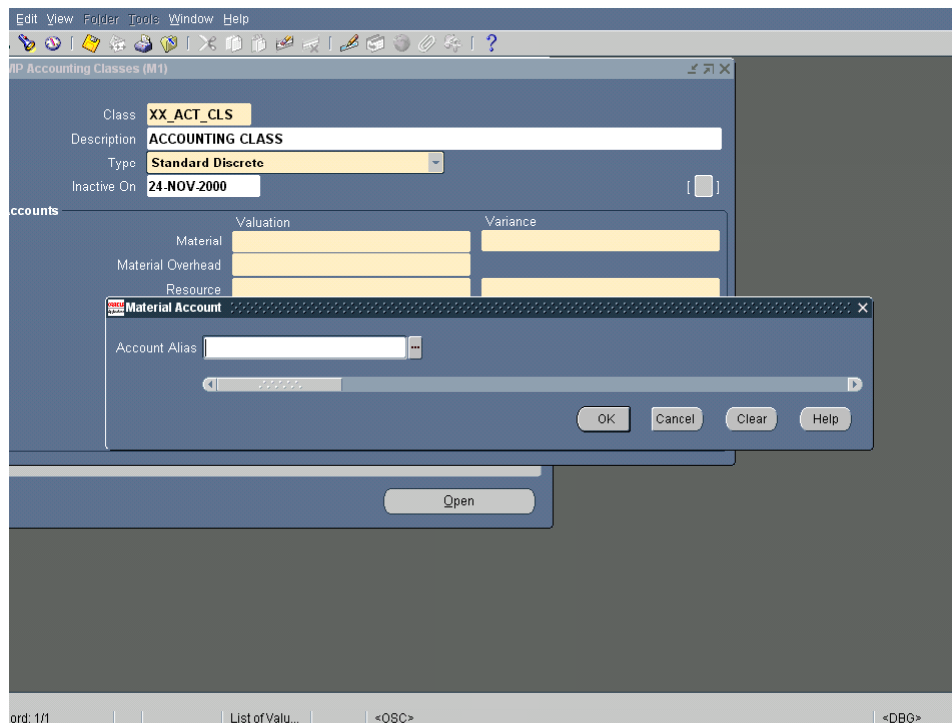 Edit View Folder Tools Window Help
?
MP Accounting Classes (M1)
Class XX_ACT_CLS
Description ACCOUNTING CLASS
Type Standard Discrete
Inactive On 24-NOV-2000
[ ]
ccounts
Valuation Variance
Material
Material Overhead
Resource
Material Account
Account Alias
OK Cancel Clear Help
Open
ord: 1/1 List of Valu... <OSC> <DBG>